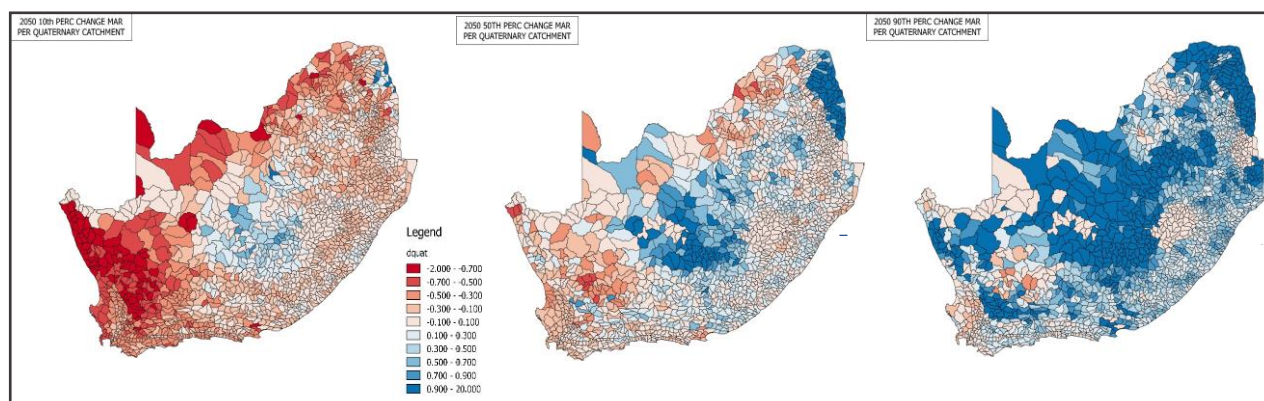 2050 10th PERC CHANGE MAR
PER QUATERNARY CATCHMENT
2050 50TH PERC CHANGE MAR
PER QUATERNARY CATCHMENT
2050 90TH PERC CHANGE MAR
PER QUATERNARY CATCHMENT
Legend
dquat
-2.000 - -0.700
-0.700 - -0.500
-0.500 - -0.300
-0.300 - -0.100
-0.100 - 0.100
0.100 - 0.300
0.300 - 0.500
0.500 - 0.700
0.700 - 0.900
0.900 - 20.000